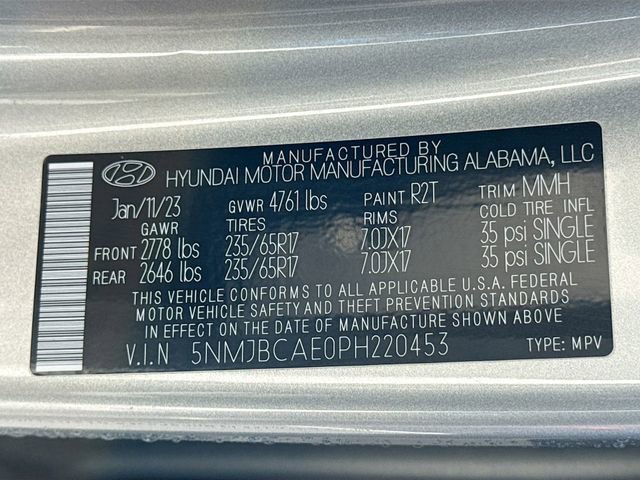 MANUFACTURED BY
HYUNDAI MOTOR MANUFACTURING ALABAMA, LLC
Jan/11/23 GVWR 4761 lbs PAINT R2T TRIM MMH
GAWR TIRES RIMS COLD TIRE INFL
FRONT 2778 lbs 235/65R17 7.0JX17 35 psi SINGLE
REAR 2646 lbs 235/65R17 7.0JX17 35 psi SINGLE
THIS VEHICLE CONFORMS TO ALL APPLICABLE U.S.A FEDERAL
MOTOR VEHICLE SAFETY AND THEFT PREVENTION STANDARDS
IN EFFECT ON THE DATE OF MANUFACTURE SHOWN ABOVE
V.I.N 5NMJBCAE0PH220453 TYPE: MPV